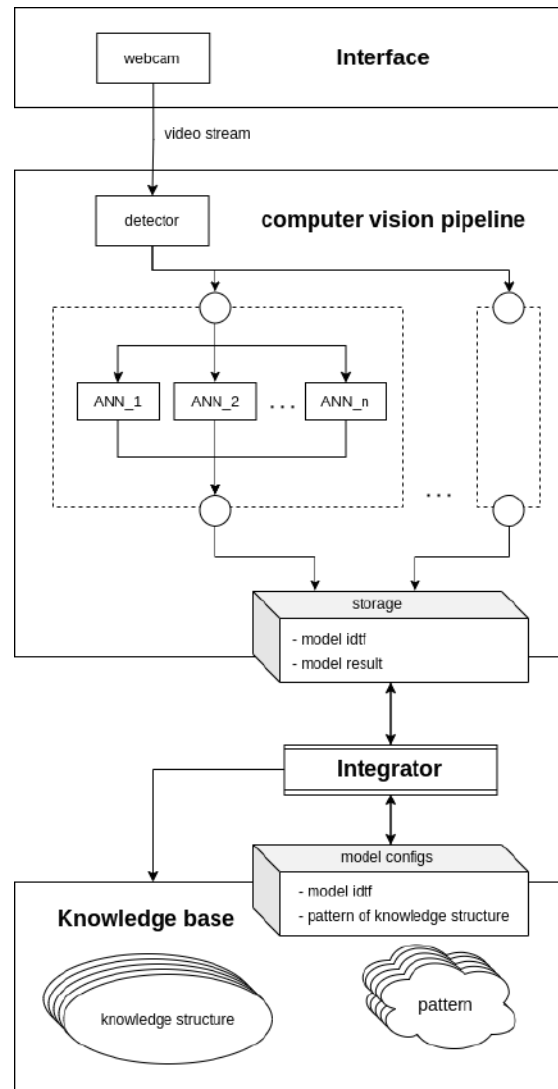 webcam
Interface
video stream
detector
computer vision pipeline
ANN_1
ANN_2
...
ANN_n
...
storage
- model idtf
- model result
Integrator
model configs
- model idtf
- pattern of knowledge structure
Knowledge base
knowledge structure
pattern